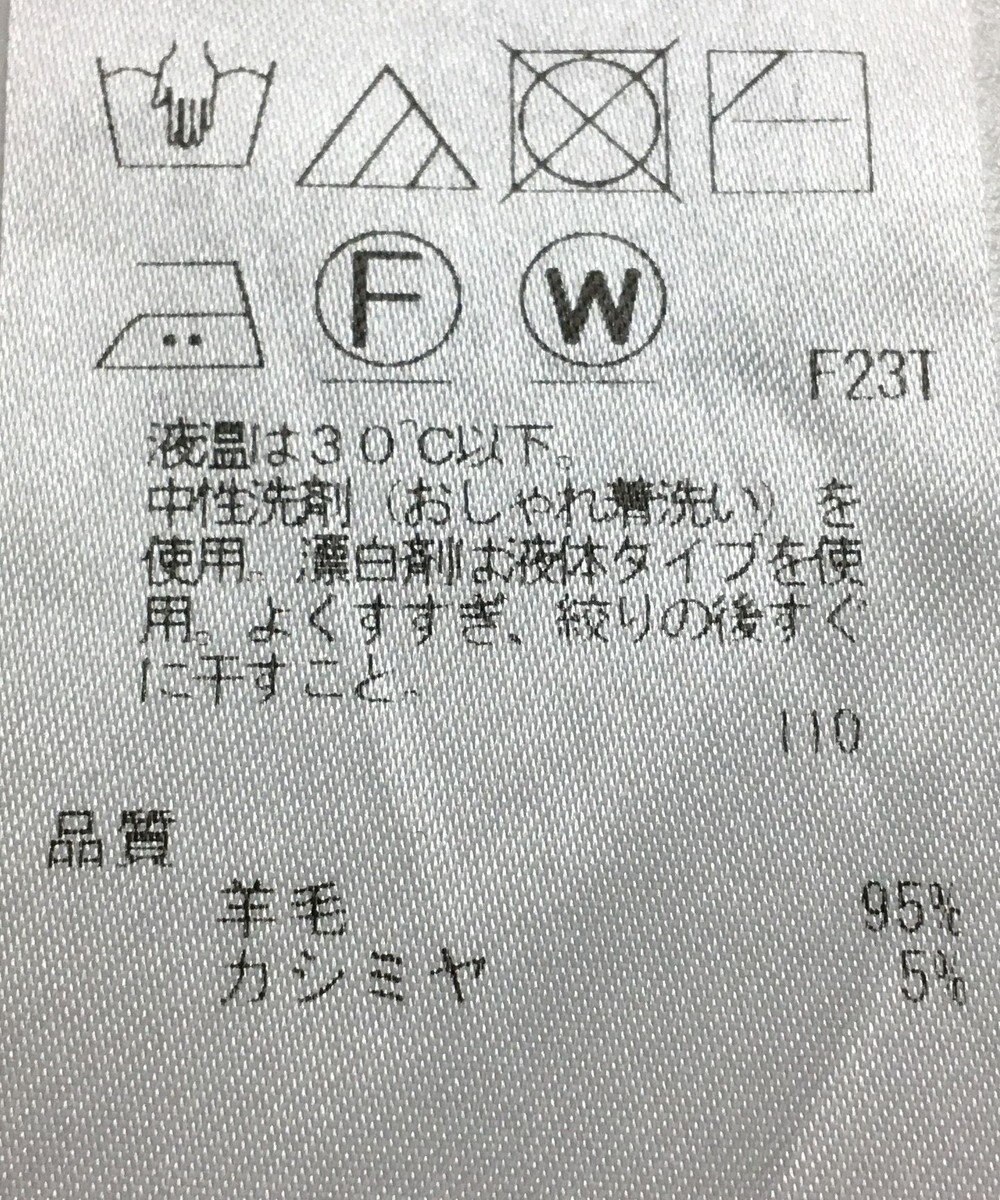 F
W
F23T
液温は30℃以下。
中性洗剤（おしゃれ着洗い）を
使用。漂白剤は液体タイプを使
用。よくすすぎ、絞りの後すぐ
に干すこと。
110
品質
羊毛 95%
カシミヤ 5%